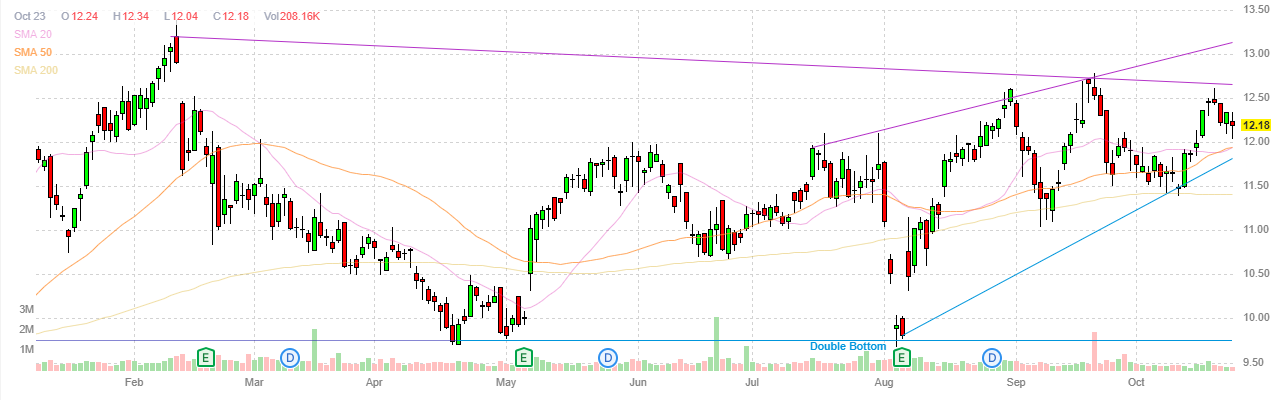 Oct 23 O 12.24 H 12.34 L 12.04 C 12.18 Vol 208.16K
SMA 20
SMA 50
SMA 200
13.50
13.00
12.50
12.18
12.00
11.50
11.00
10.50
10.00
9.50
3M
2M
1M
Double Bottom
E D E D E D
Feb Mar Apr May Jun Jul Aug Sep Oct